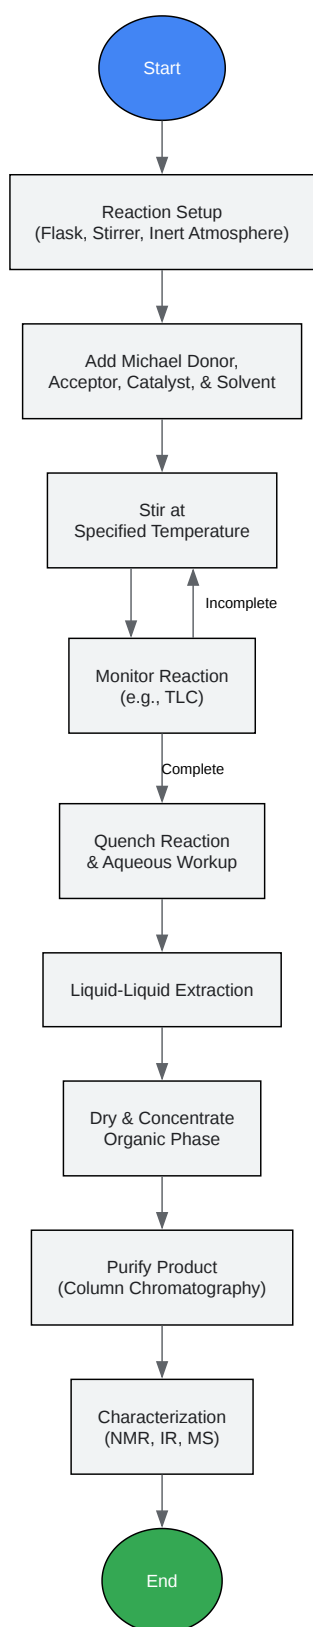 Start
Reaction Setup
(Flask, Stirrer, Inert Atmosphere)
Add Michael Donor,
Acceptor, Catalyst, & Solvent
Stir at
Specified Temperature
Incomplete
Monitor Reaction
(e.g., TLC)
Complete
Quench Reaction
& Aqueous Workup
Liquid-Liquid Extraction
Dry & Concentrate
Organic Phase
Purify Product
(Column Chromatography)
Characterization
(NMR, IR, MS)
End